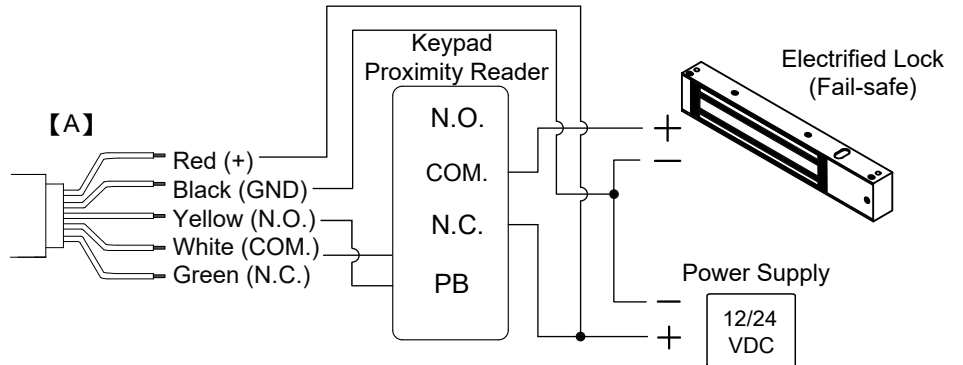 Keypad
Proximity Reader
Electrified Lock
(Fail-safe)
【A】
Red (+)
Black (GND)
Yellow (N.O.)
White (COM.)
Green (N.C.)
N.O.
COM.
N.C.
PB
+
−
Power Supply
−
+
12/24
VDC